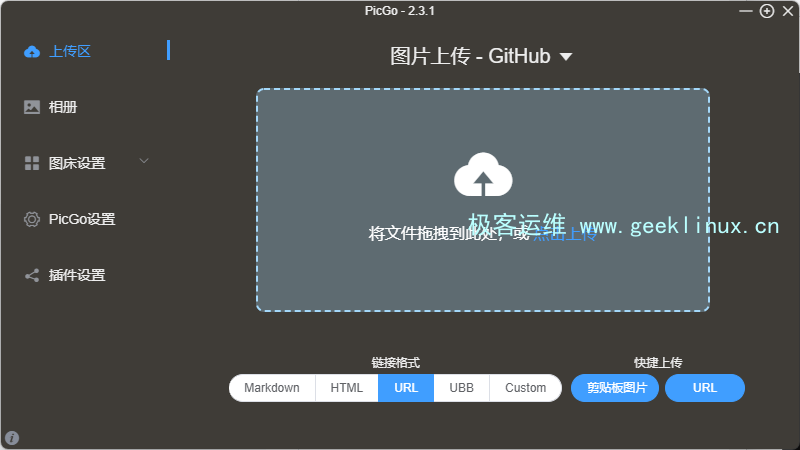 PicGo - 2.3.1
上传区
相册
图床设置
PicGo设置
插件设置
图片上传 - GitHub
将文件拖拽到此处，或 点击上传
极客运维 www.geeklinux.cn
链接格式
Markdown HTML URL UBB Custom
快捷上传
剪贴板图片 URL